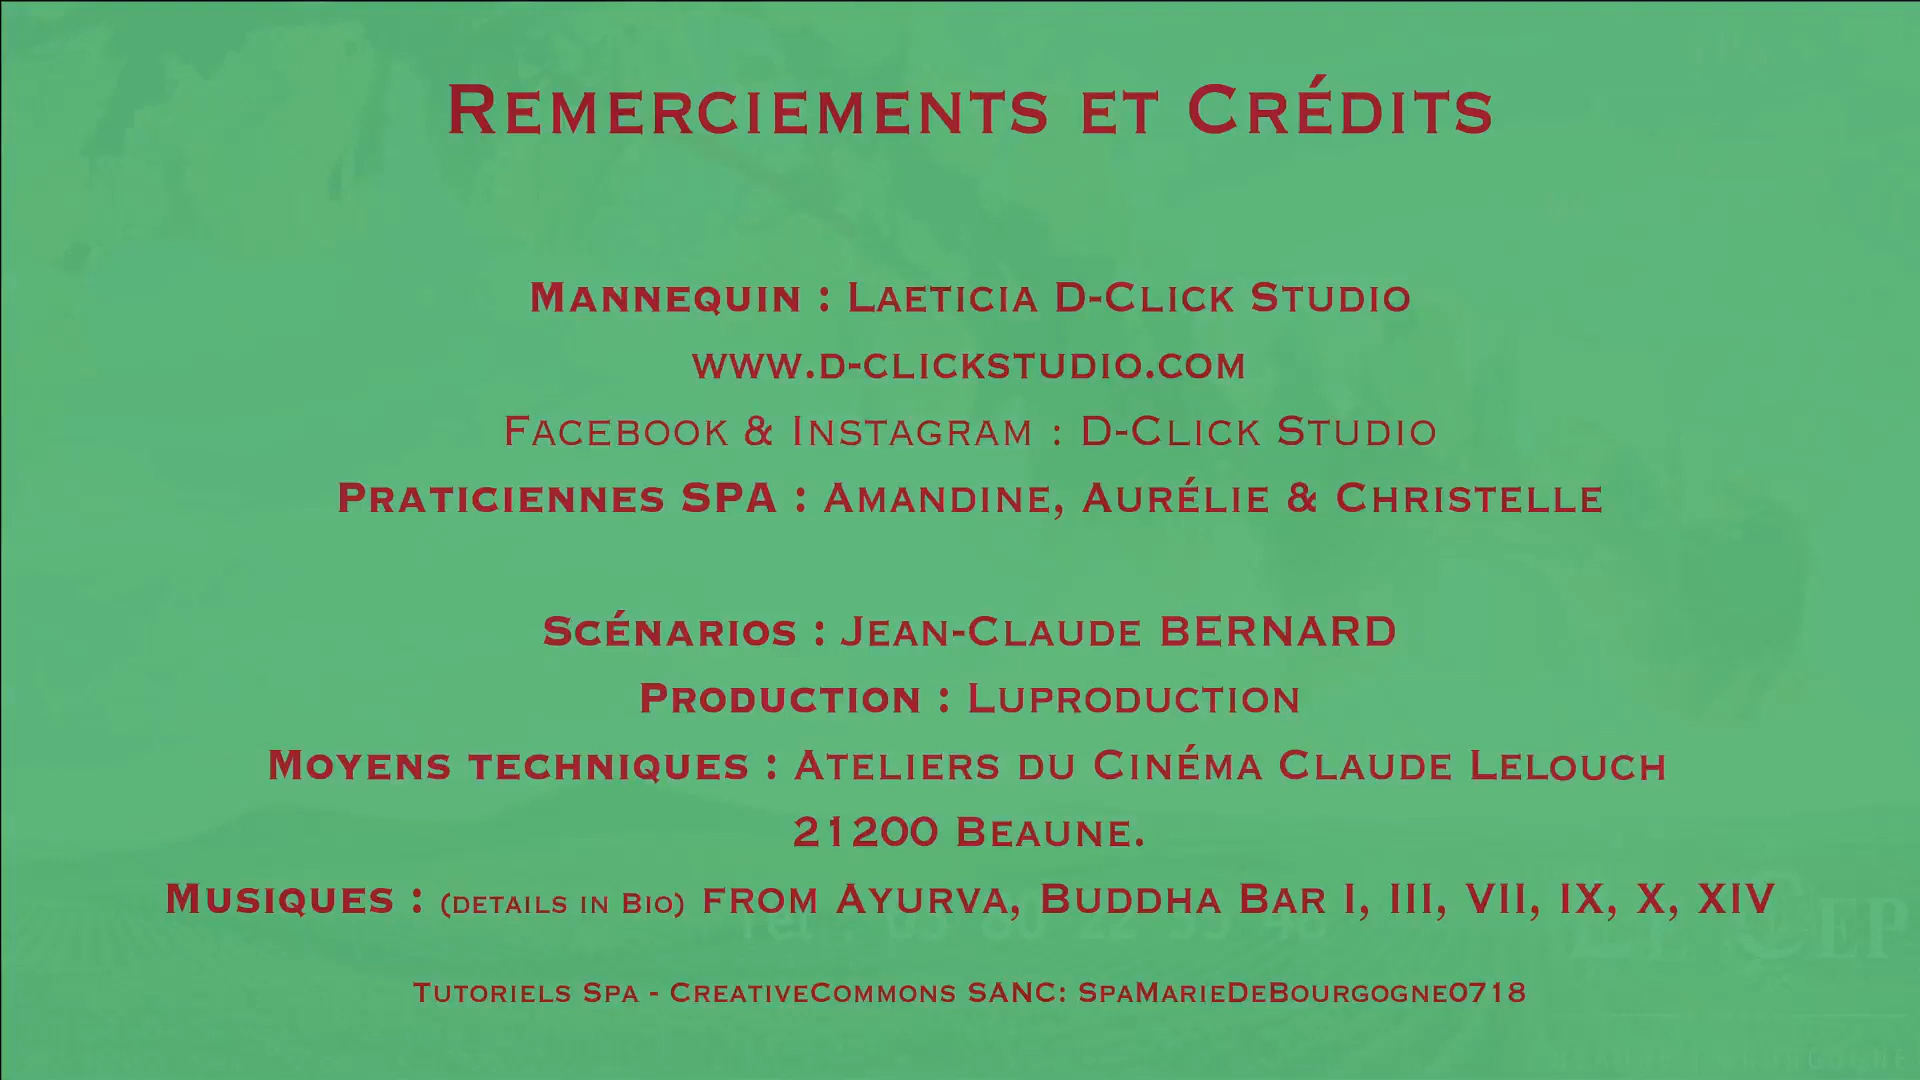 Remerciements et Crédits
Mannequin : Laeticia D-Click Studio
www.d-clickstudio.com
Facebook & Instagram : D-Click Studio
Praticiennes SPA : Amandine, Aurélie & Christelle
Scénarios : Jean-Claude BERNARD
Production : Luproduction
Moyens techniques : Ateliers du Cinéma Claude Lelouch
21200 Beaune.
Musiques : (details in Bio) from Ayurva, Buddha Bar I, III, VII, IX, X, XIV
Le Cep
Tutoriels Spa - CreativeCommons SANC: SpaMarieDeBourgogne0718